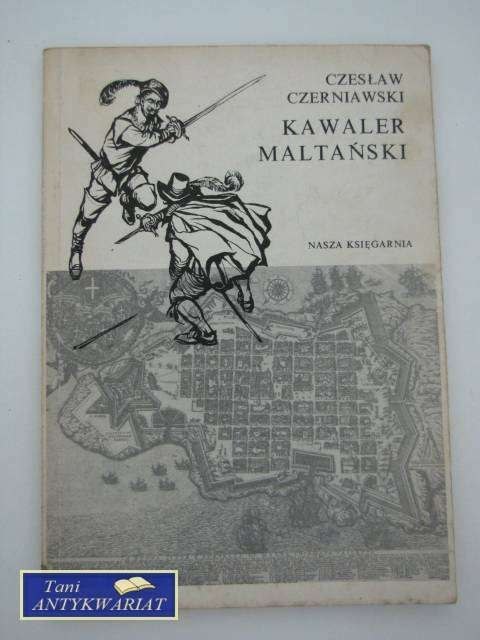 CZESŁAW
CZERNIAWSKI
KAWALER
MALTAŃSKI
NASZA KSIĘGARNIA
Tani
ANTYKWARIAT